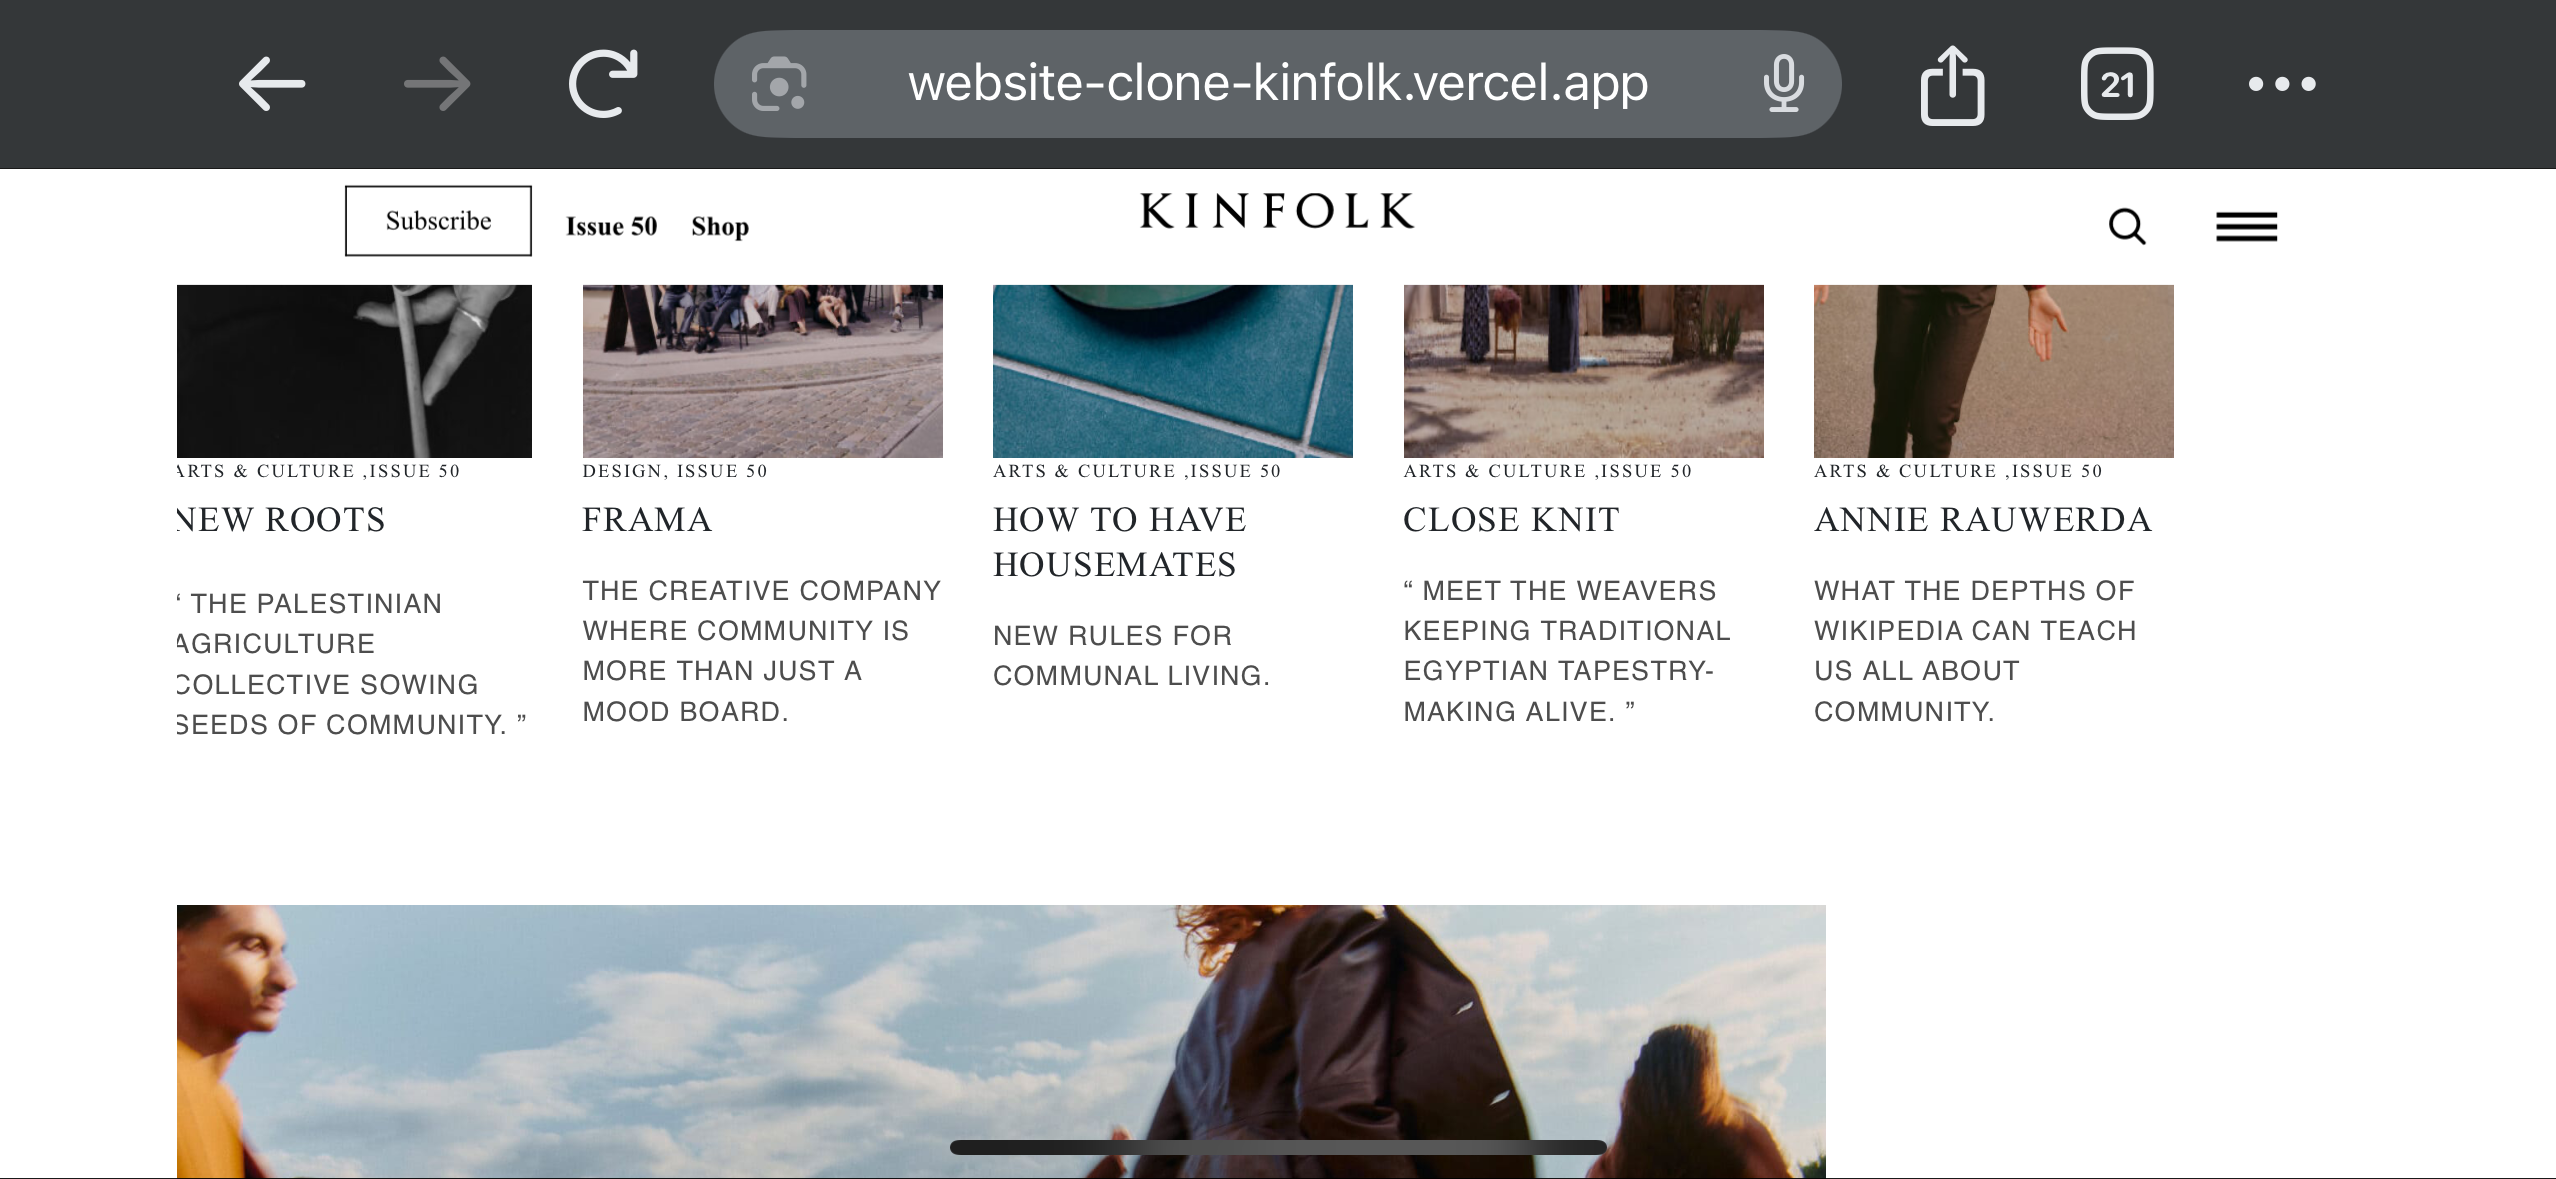 website-clone-kinfolk.vercel.app
21
Subscribe
Issue 50
Shop
KINFOLK
ARTS & CULTURE ,ISSUE 50
NEW ROOTS
“ THE PALESTINIAN
AGRICULTURE
COLLECTIVE SOWING
SEEDS OF COMMUNITY. ”
DESIGN, ISSUE 50
FRAMA
THE CREATIVE COMPANY
WHERE COMMUNITY IS
MORE THAN JUST A
MOOD BOARD.
ARTS & CULTURE ,ISSUE 50
HOW TO HAVE
HOUSEMATES
NEW RULES FOR
COMMUNAL LIVING.
ARTS & CULTURE ,ISSUE 50
CLOSE KNIT
“ MEET THE WEAVERS
KEEPING TRADITIONAL
EGYPTIAN TAPESTRY-
MAKING ALIVE. ”
ARTS & CULTURE ,ISSUE 50
ANNIE RAUWERDA
WHAT THE DEPTHS OF
WIKIPEDIA CAN TEACH
US ALL ABOUT
COMMUNITY.